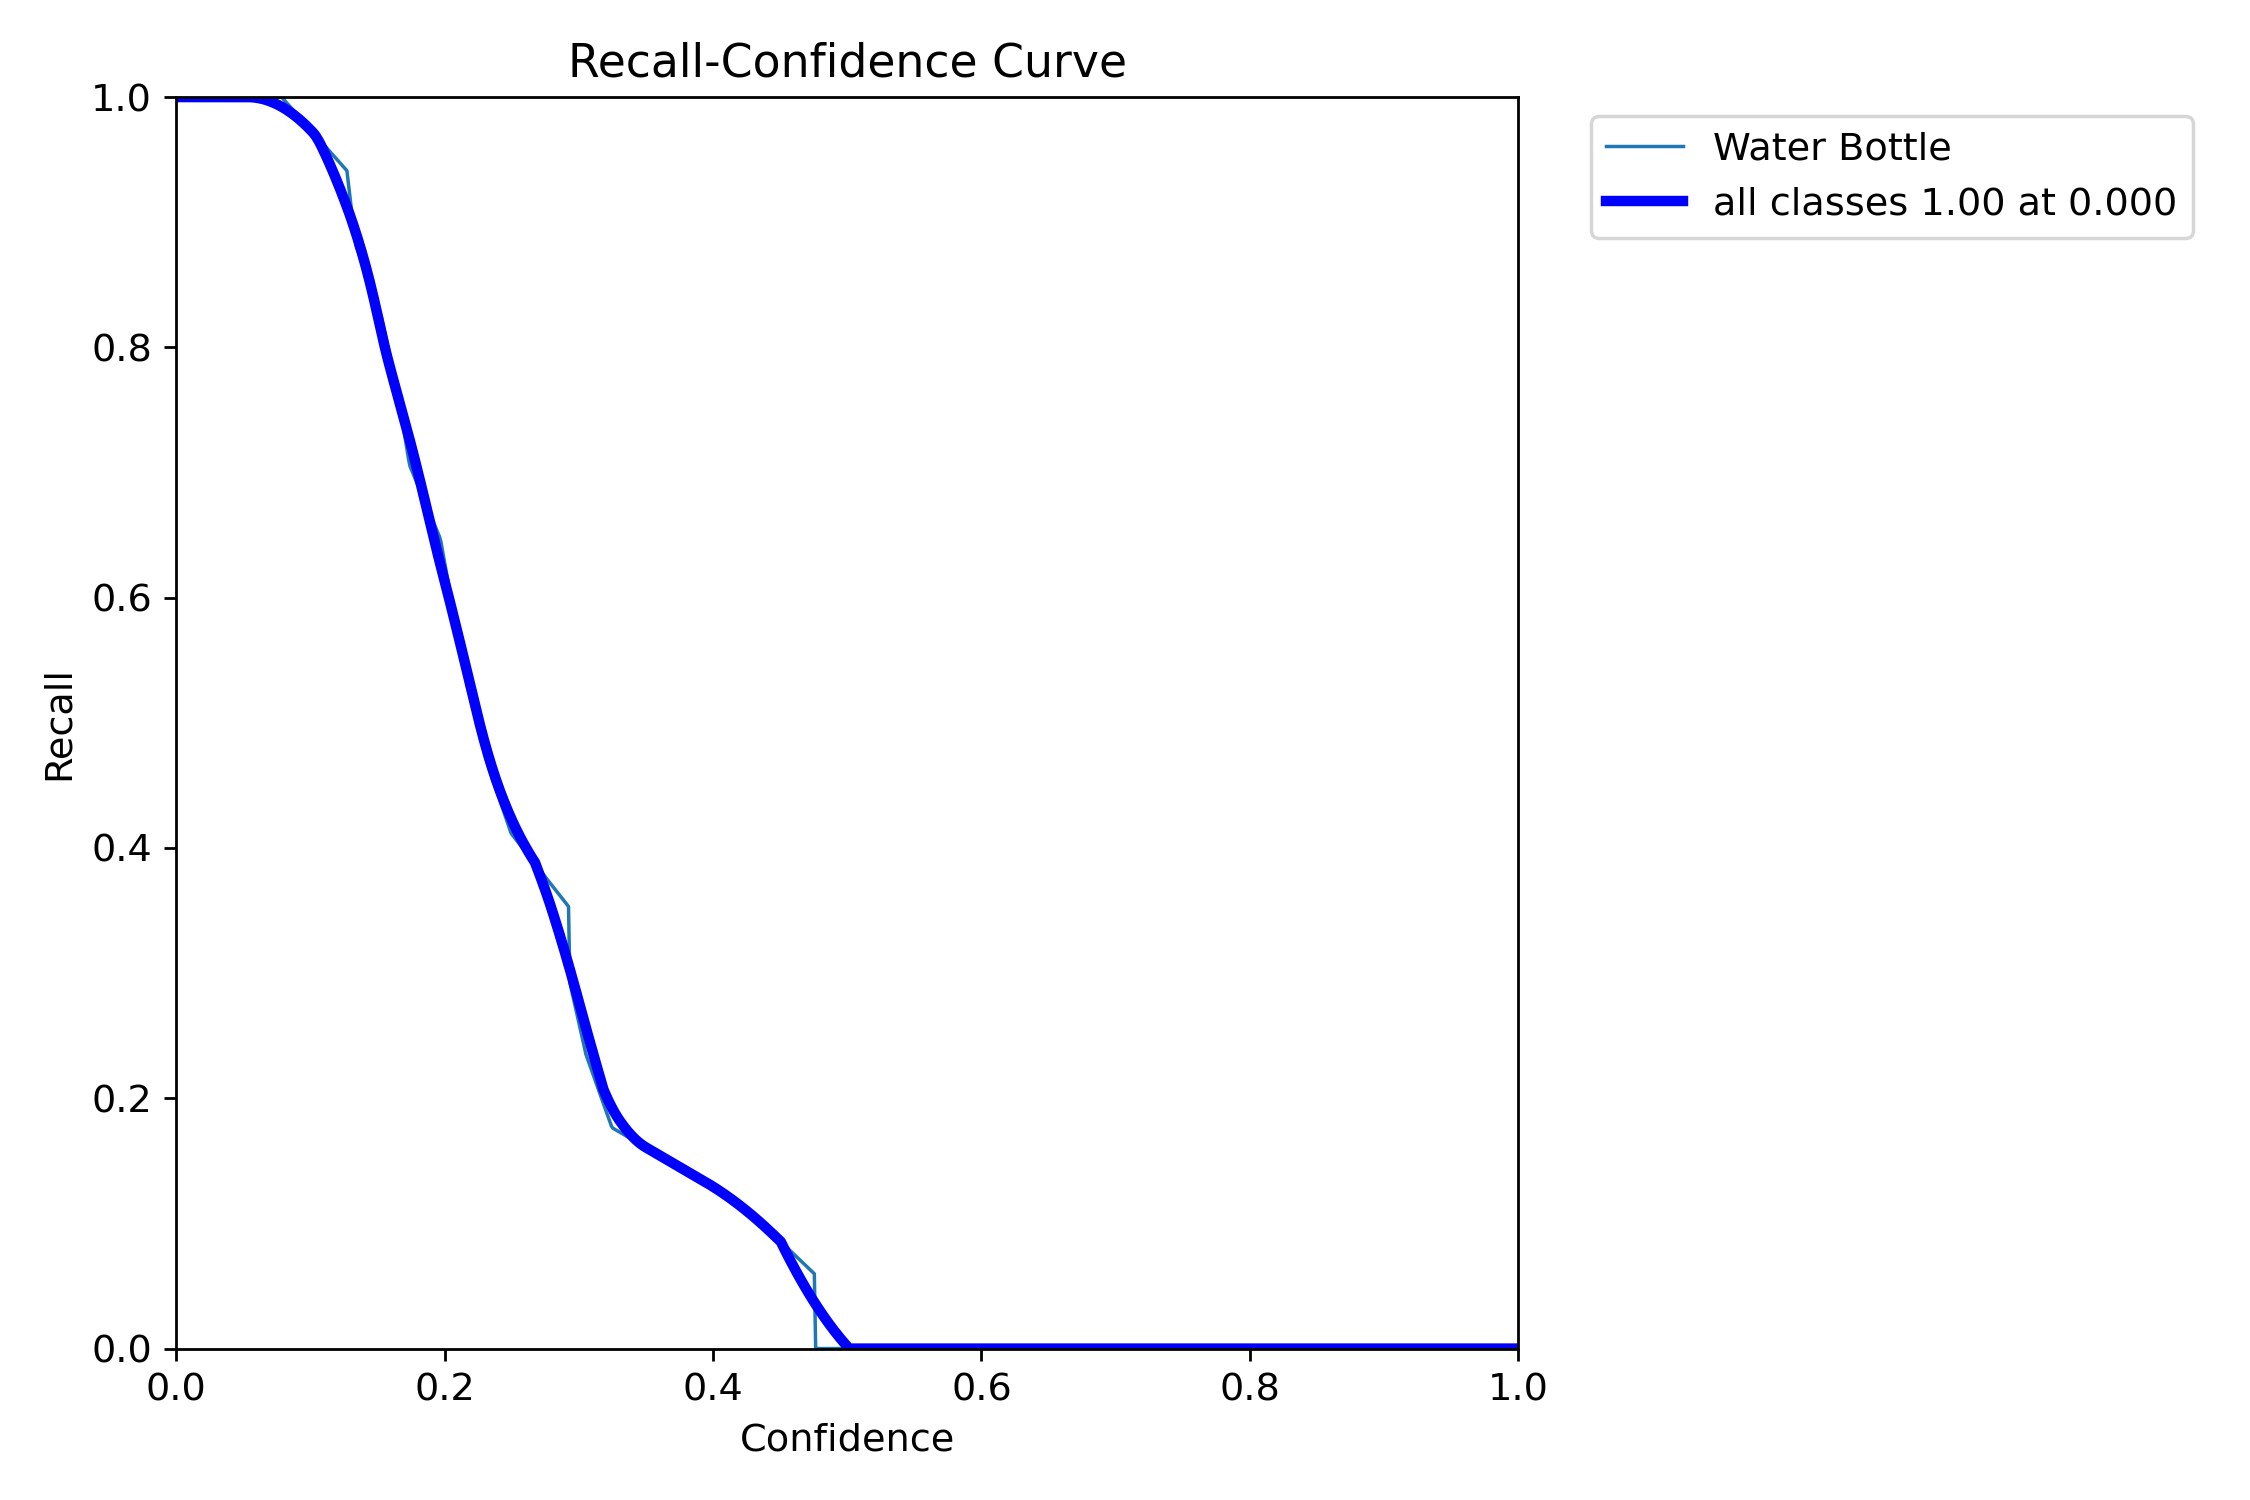 Recall-Confidence Curve
Water Bottle
all classes 1.00 at 0.000
1.0
0.8
0.6
0.4
0.2
0.0
Recall
0.0 0.2 0.4 0.6 0.8 1.0
Confidence